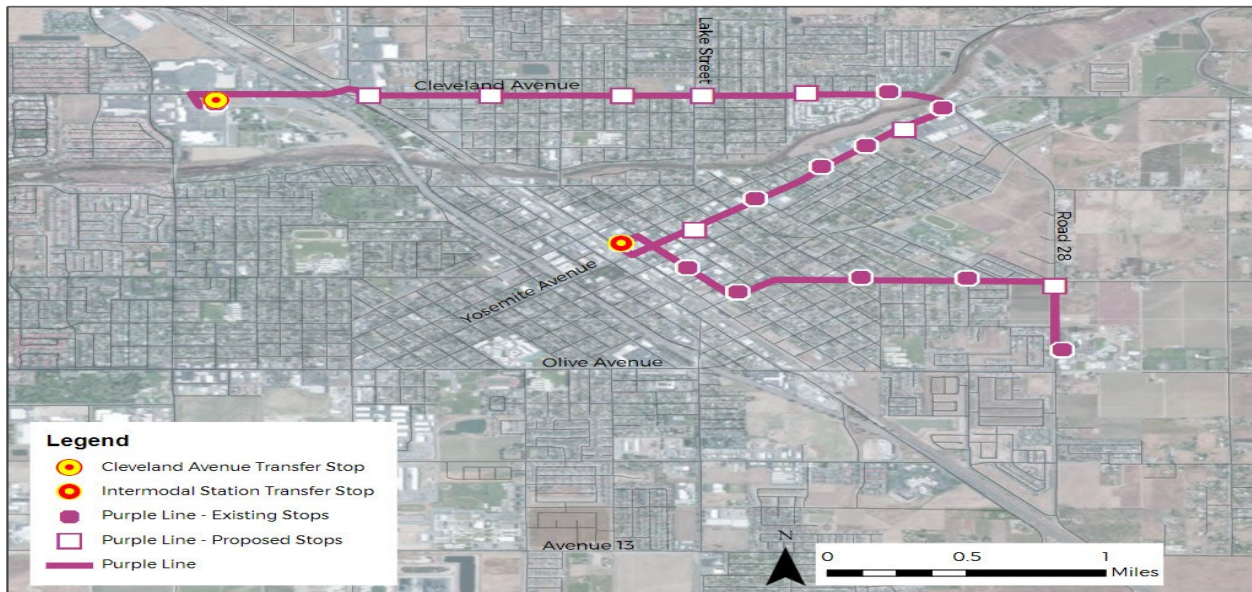 Lake Street
Cleveland Avenue
Road 28
Yosemite Avenue
Olive Avenue
Legend
Cleveland Avenue Transfer Stop
Intermodal Station Transfer Stop
Purple Line - Existing Stops
Purple Line - Proposed Stops
Purple Line
Avenue 13
N
0 0.5 1
Miles